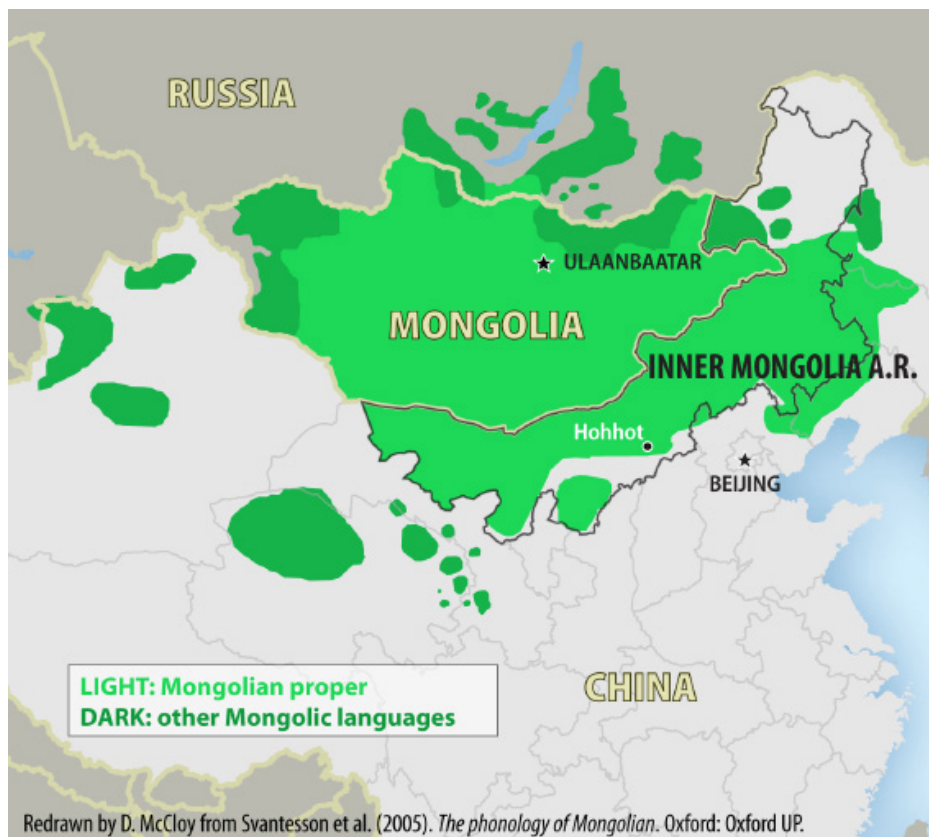 RUSSIA
ULAANBAATAR
MONGOLIA
INNER MONGOLIA A.R.
Hohhot
BEIJING
LIGHT: Mongolian proper
DARK: other Mongolic languages
CHINA
Redrawn by D. McCloy from Svantesson et al. (2005). The phonology of Mongolian. Oxford: Oxford UP.